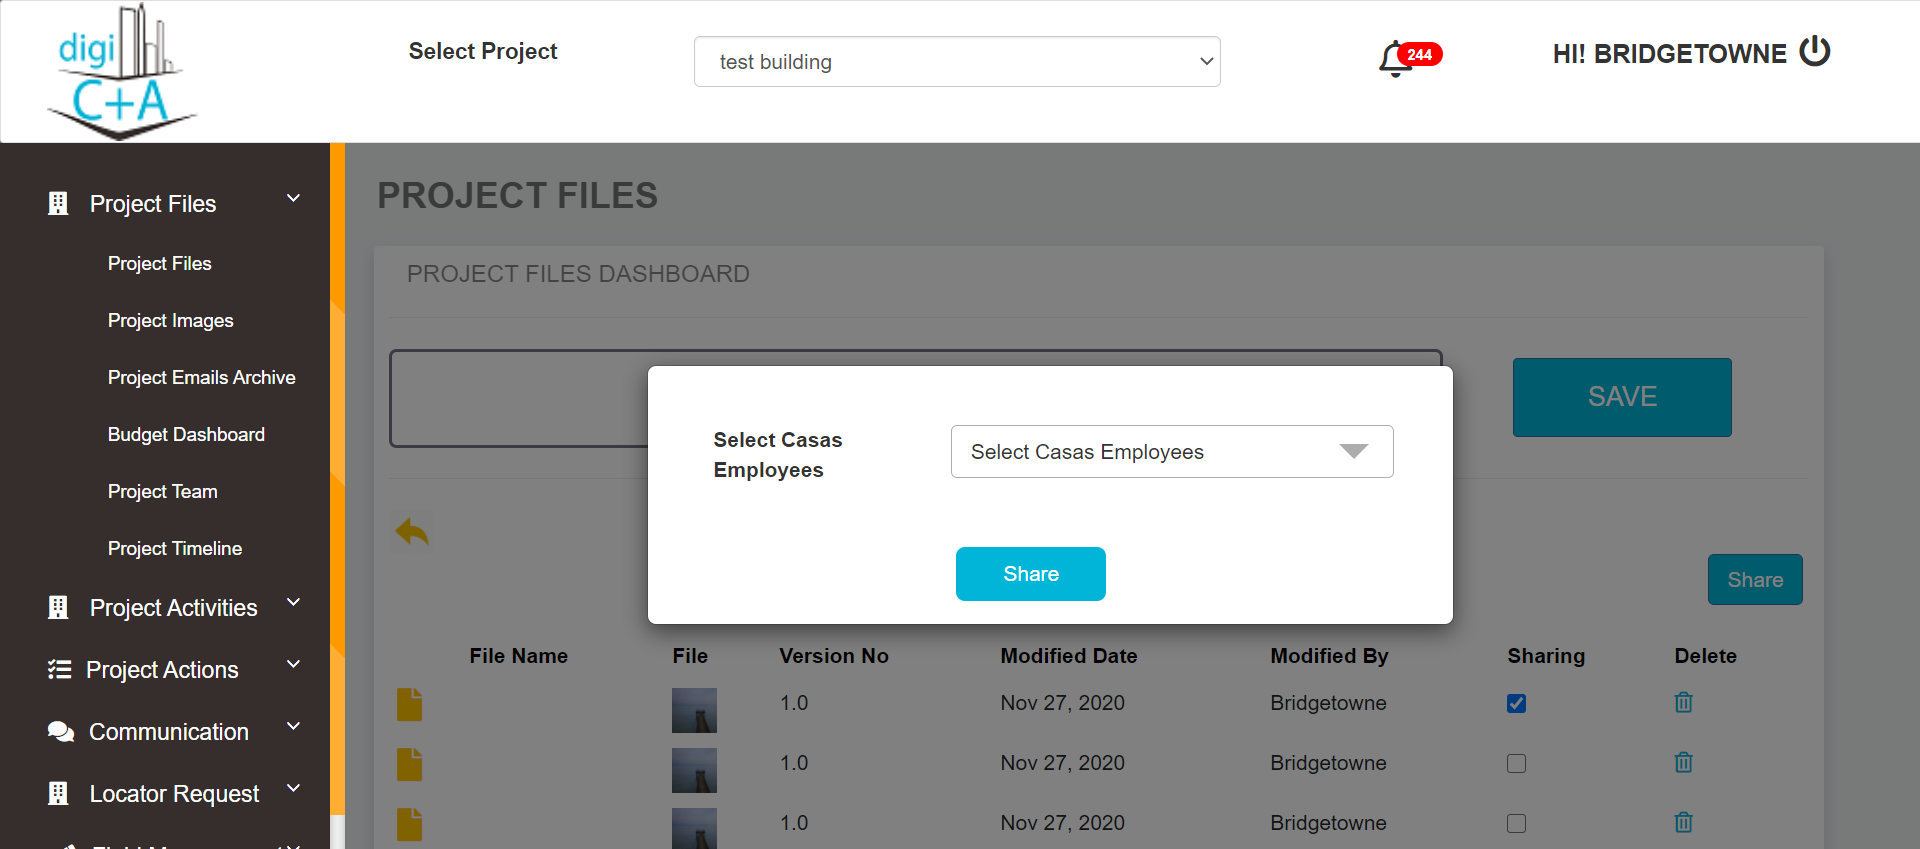 digi
C+A
Select Project
test building
244
HI! BRIDGETOWNE
Project Files
Project Files
Project Images
Project Emails Archive
Budget Dashboard
Project Team
Project Timeline
Project Activities
Project Actions
Communication
Locator Request
PROJECT FILES
PROJECT FILES DASHBOARD
SAVE
Select Casas
Employees
Select Casas Employees
Share
Share
File Name File Version No Modified Date Modified By Sharing Delete
1.0 Nov 27, 2020 Bridgetowne
1.0 Nov 27, 2020 Bridgetowne
1.0 Nov 27, 2020 Bridgetowne